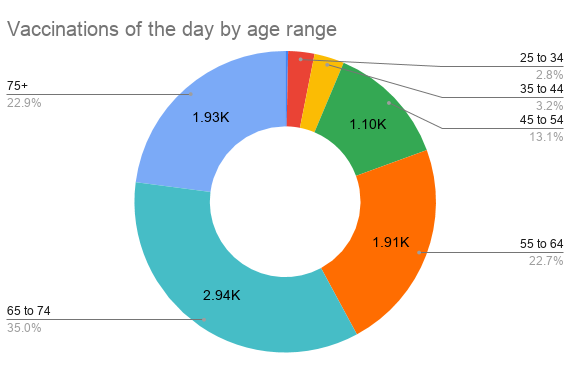 Vaccinations of the day by age range
25 to 34
2.8%
35 to 44
3.2%
45 to 54
13.1%
75+
22.9%
1.93K
1.10K
1.91K
55 to 64
22.7%
2.94K
65 to 74
35.0%